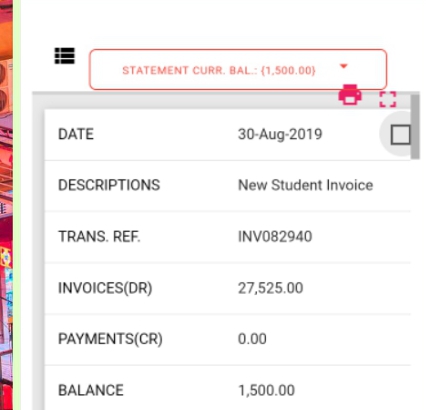 STATEMENT CURR. BAL.: {1,500.00}
DATE 30-Aug-2019
DESCRIPTIONS New Student Invoice
TRANS. REF. INV082940
INVOICES(DR) 27,525.00
PAYMENTS(CR) 0.00
BALANCE 1,500.00